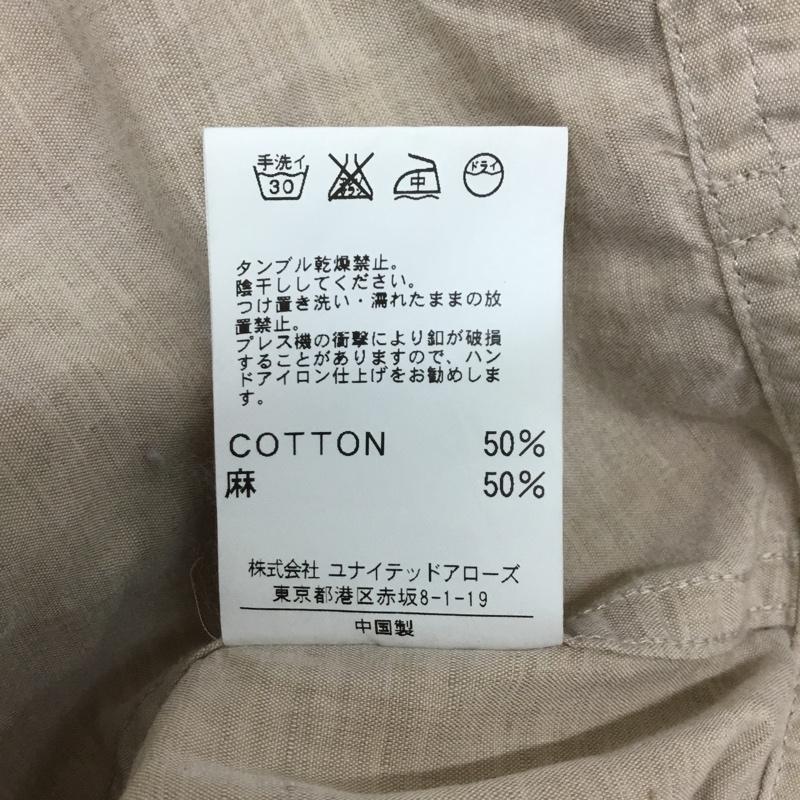 手洗イ
30
中
ドライ
タンブル乾燥禁止。
陰干ししてください。
つけ置き洗い・濡れたままの放
置禁止。
プレス機の衝撃により釦が破損
することがありますので、ハン
ドアイロン仕上げをお勧めしま
す。
COTTON 50%
麻 50%
株式会社 ユナイテッドアローズ
東京都港区赤坂8-1-19
中国製